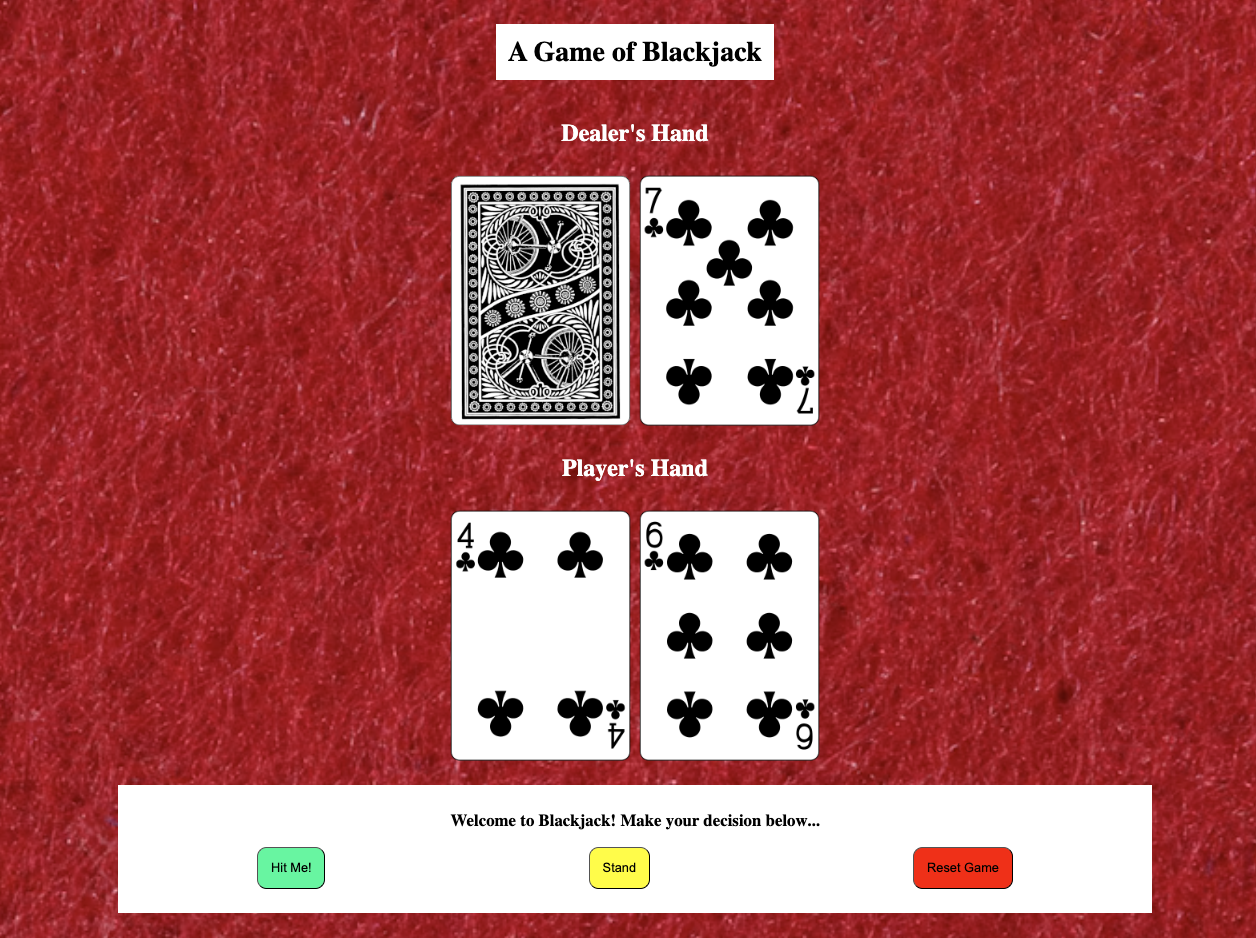 A Game of Blackjack
Dealer's Hand
7
7
Player's Hand
4
6
4
6
Welcome to Blackjack! Make your decision below...
Hit Me!
Stand
Reset Game